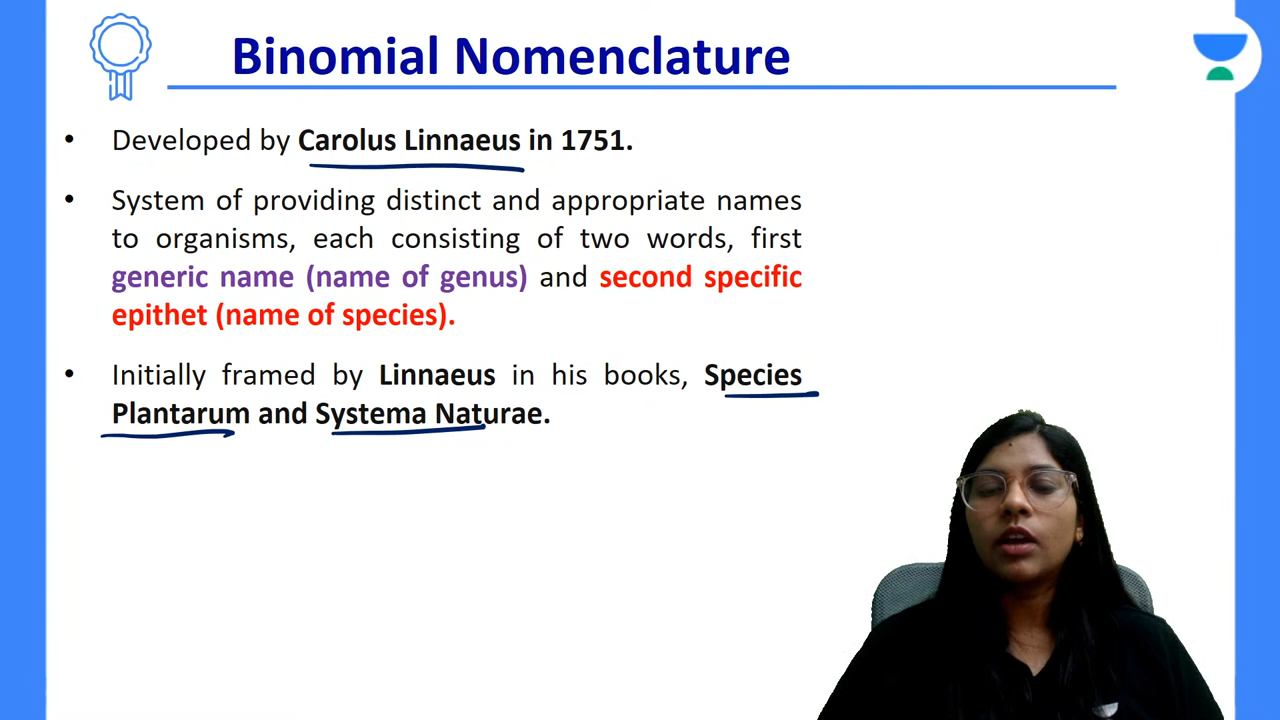 Binomial Nomenclature
• Developed by Carolus Linnaeus in 1751.
• System of providing distinct and appropriate names
to organisms, each consisting of two words, first
generic name (name of genus) and second specific
epithet (name of species).
• Initially framed by Linnaeus in his books, Species
Plantarum and Systema Naturae.